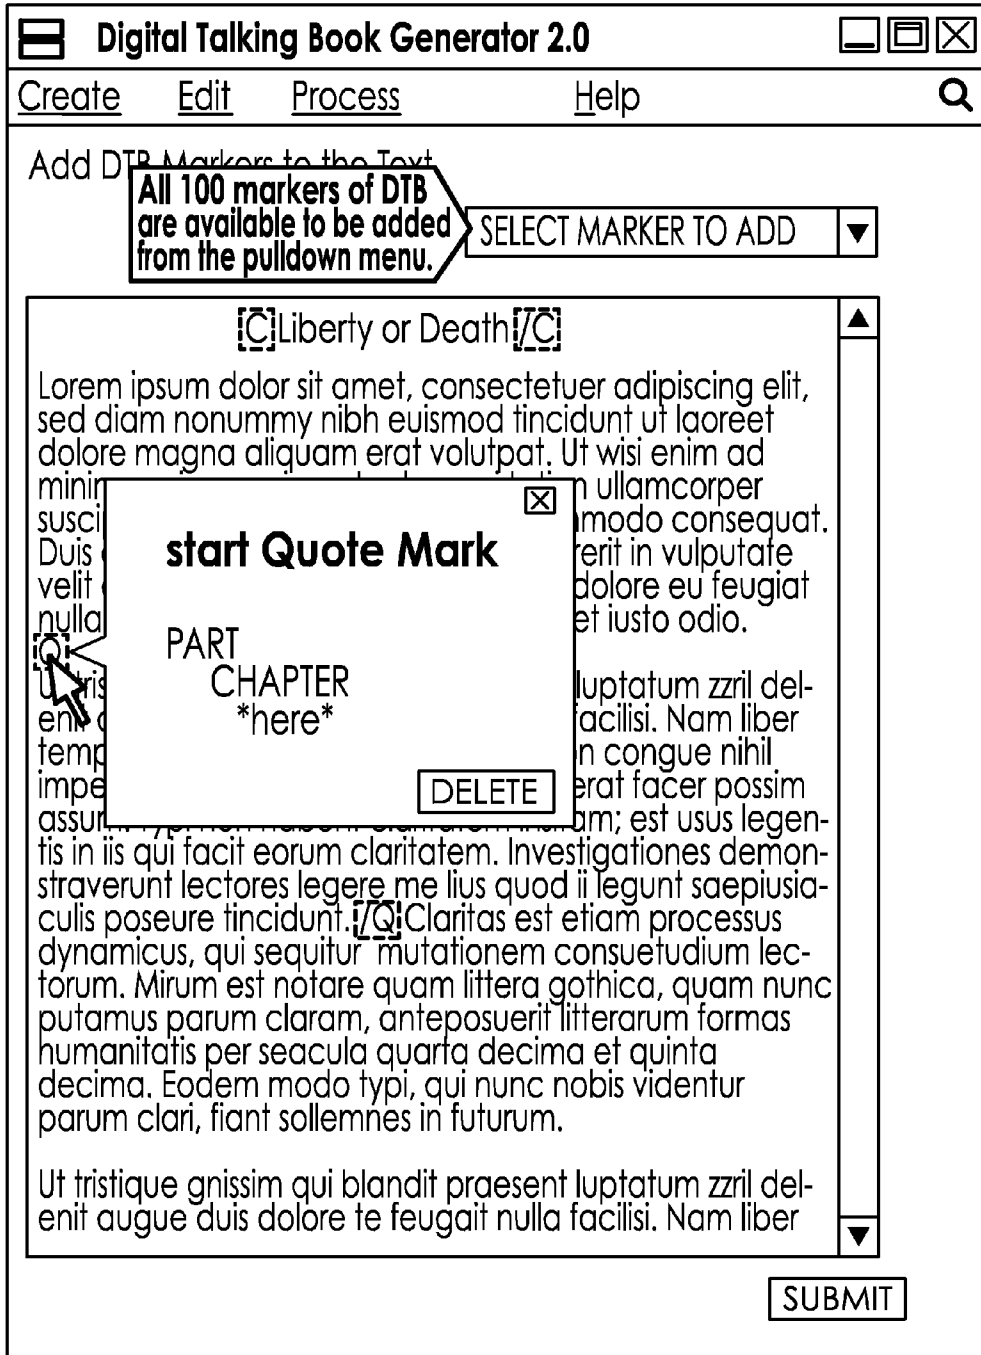 Digital Talking Book Generator 2.0
Create Edit Process Help
Add DTB Markers to the Text
All 100 markers of DTB
are available to be added
from the pulldown menu.
SELECT MARKER TO ADD
[C]Liberty or Death[/C]
Lorem ipsum dolor sit amet, consectetuer adipiscing elit,
sed diam nonummy nibh euismod tincidunt ut laoreet
dolore magna aliquam erat volutpat. Ut wisi enim ad
ullamcorper
consequat.
Duis in vulputate
velit dolore eu feugiat
nulla et iusto odio.
start Quote Mark
PART
CHAPTER
*here*
DELETE
luptatum zzril del-
facilisi. Nam liber
congue nihil
facer possim
est usus legen-
tis in iis qui facit eorum claritatem. Investigationes demon-
straverunt lectores legere me lius quod ii legunt saepiusia-
culis poseure tincidunt.[/Q]Claritas est etiam processus
dynamicus, qui sequitur mutationem consuetudium lec-
torum. Mirum est notare quam littera gothica, quam nunc
putamus parum claram, anteposuerit litterarum formas
humanitatis per seacula quarta decima et quinta
decima. Eodem modo typi, qui nunc nobis videntur
parum clari, fiant sollemnes in futurum.
Ut tristique gnissim qui blandit praesent luptatum zzril del-
enit augue duis dolore te feugait nulla facilisi. Nam liber
SUBMIT